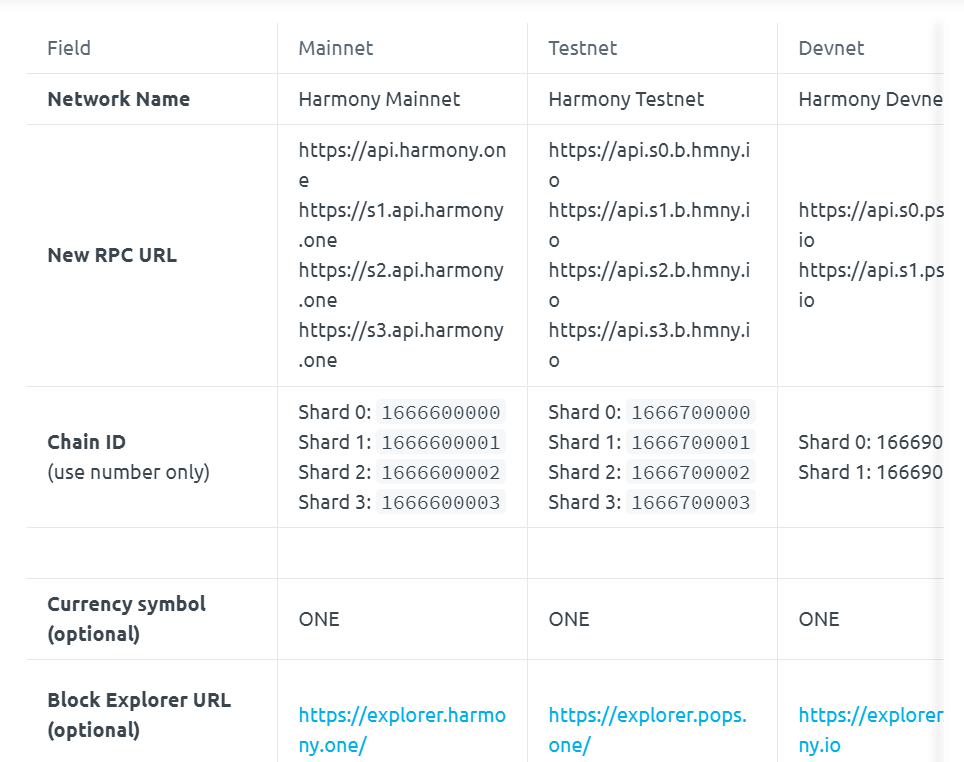 Field Mainnet Testnet Devnet
Network Name Harmony Mainnet Harmony Testnet Harmony Devne
New RPC URL
https://api.harmony.on
e
https://s1.api.harmony
.one
https://s2.api.harmony
.one
https://s3.api.harmony
.one
https://api.s0.b.hmny.i
o
https://api.s1.b.hmny.i
o
https://api.s2.b.hmny.i
o
https://api.s3.b.hmny.i
o
https://api.s0.ps
io
https://api.s1.ps
io
Chain ID
(use number only)
Shard 0: 1666600000
Shard 1: 1666600001
Shard 2: 1666600002
Shard 3: 1666600003
Shard 0: 1666700000
Shard 1: 1666700001
Shard 2: 1666700002
Shard 3: 1666700003
Shard 0: 166690
Shard 1: 166690
Currency symbol
(optional)
ONE
ONE
ONE
Block Explorer URL
(optional)
https://explorer.harmo
ny.one/
https://explorer.pops.
one/
https://explorer
ny.io